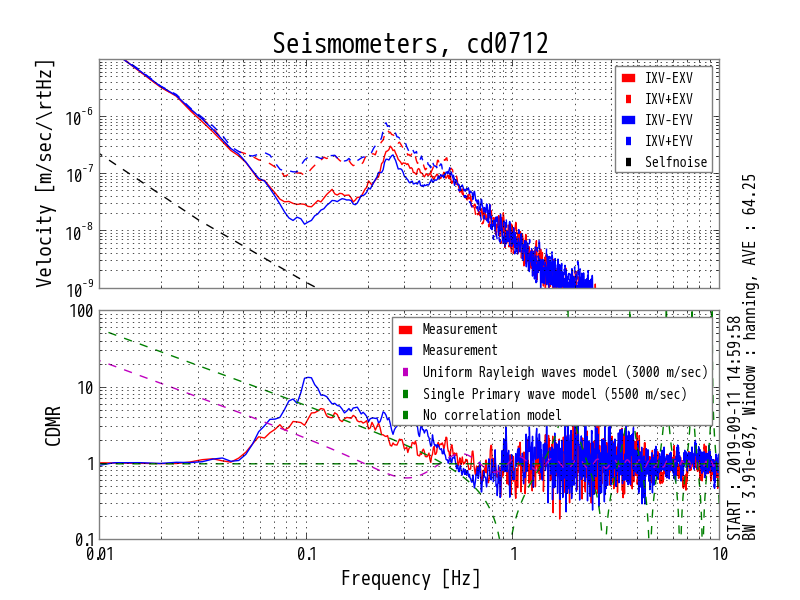 Seismometers, cd0712
Velocity [m/sec/\rtHz]
10-6
10-7
10-8
10-9
IXV-EXV
IXV+EXV
IXV-EYV
IXV+EYV
Selfnoise
CDMR
100
10
1
0.1
Measurement
Measurement
Uniform Rayleigh waves model (3000 m/sec)
Single Primary wave model (5500 m/sec)
No correlation model
0.01
0.1
1
10
Frequency [Hz]
START : 2019-09-11 14:59:58
BW : 3.91e-03, Window : hanning, AVE : 64.25